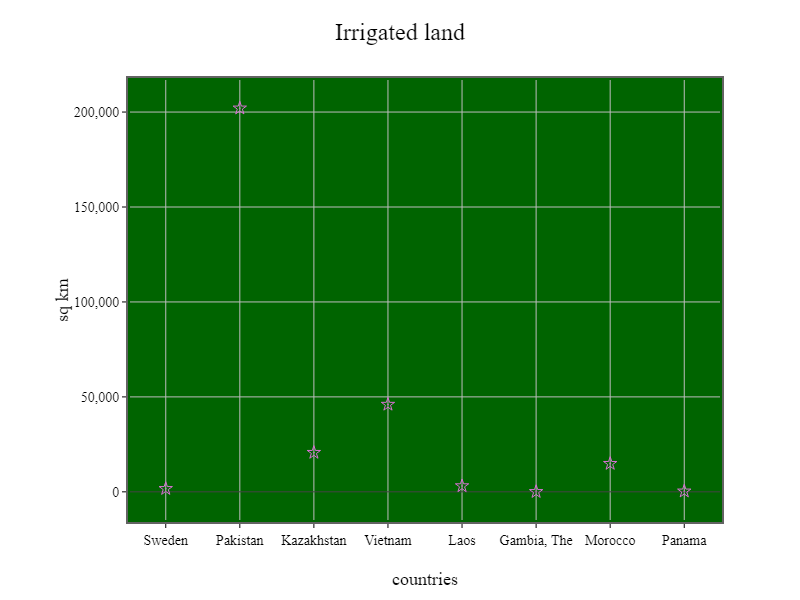 Irrigated land
sq km
200,000
150,000
100,000
50,000
0
Sweden Pakistan Kazakhstan Vietnam Laos Gambia, The Morocco Panama
countries